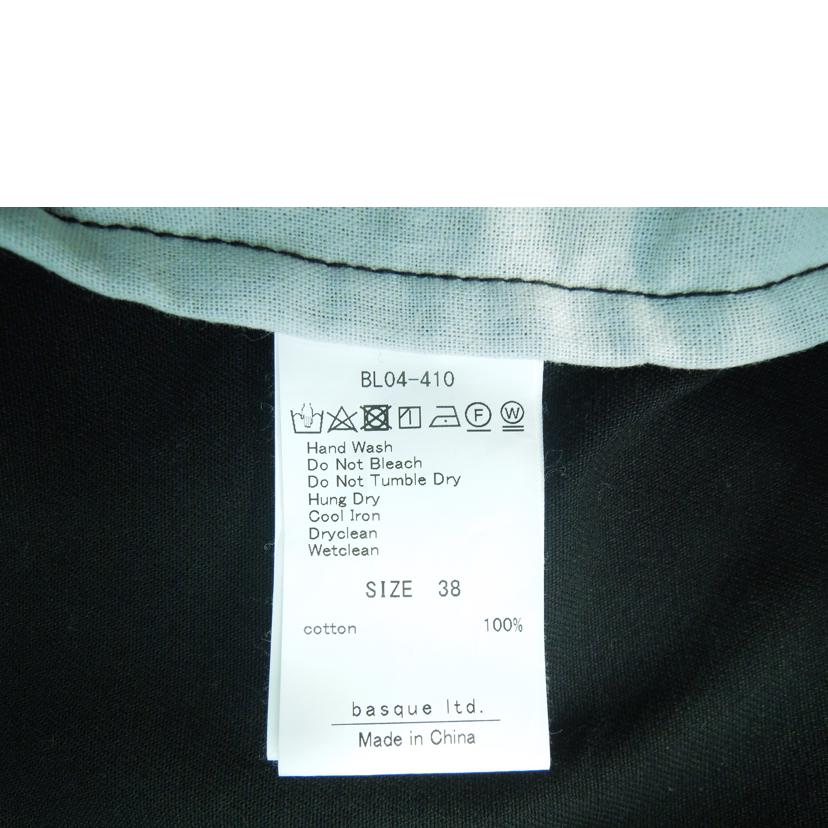 BL04-410
F W
Hand Wash
Do Not Bleach
Do Not Tumble Dry
Hung Dry
Cool Iron
Dryclean
Wetclean
SIZE 38
cotton 100%
basque ltd.
Made in China